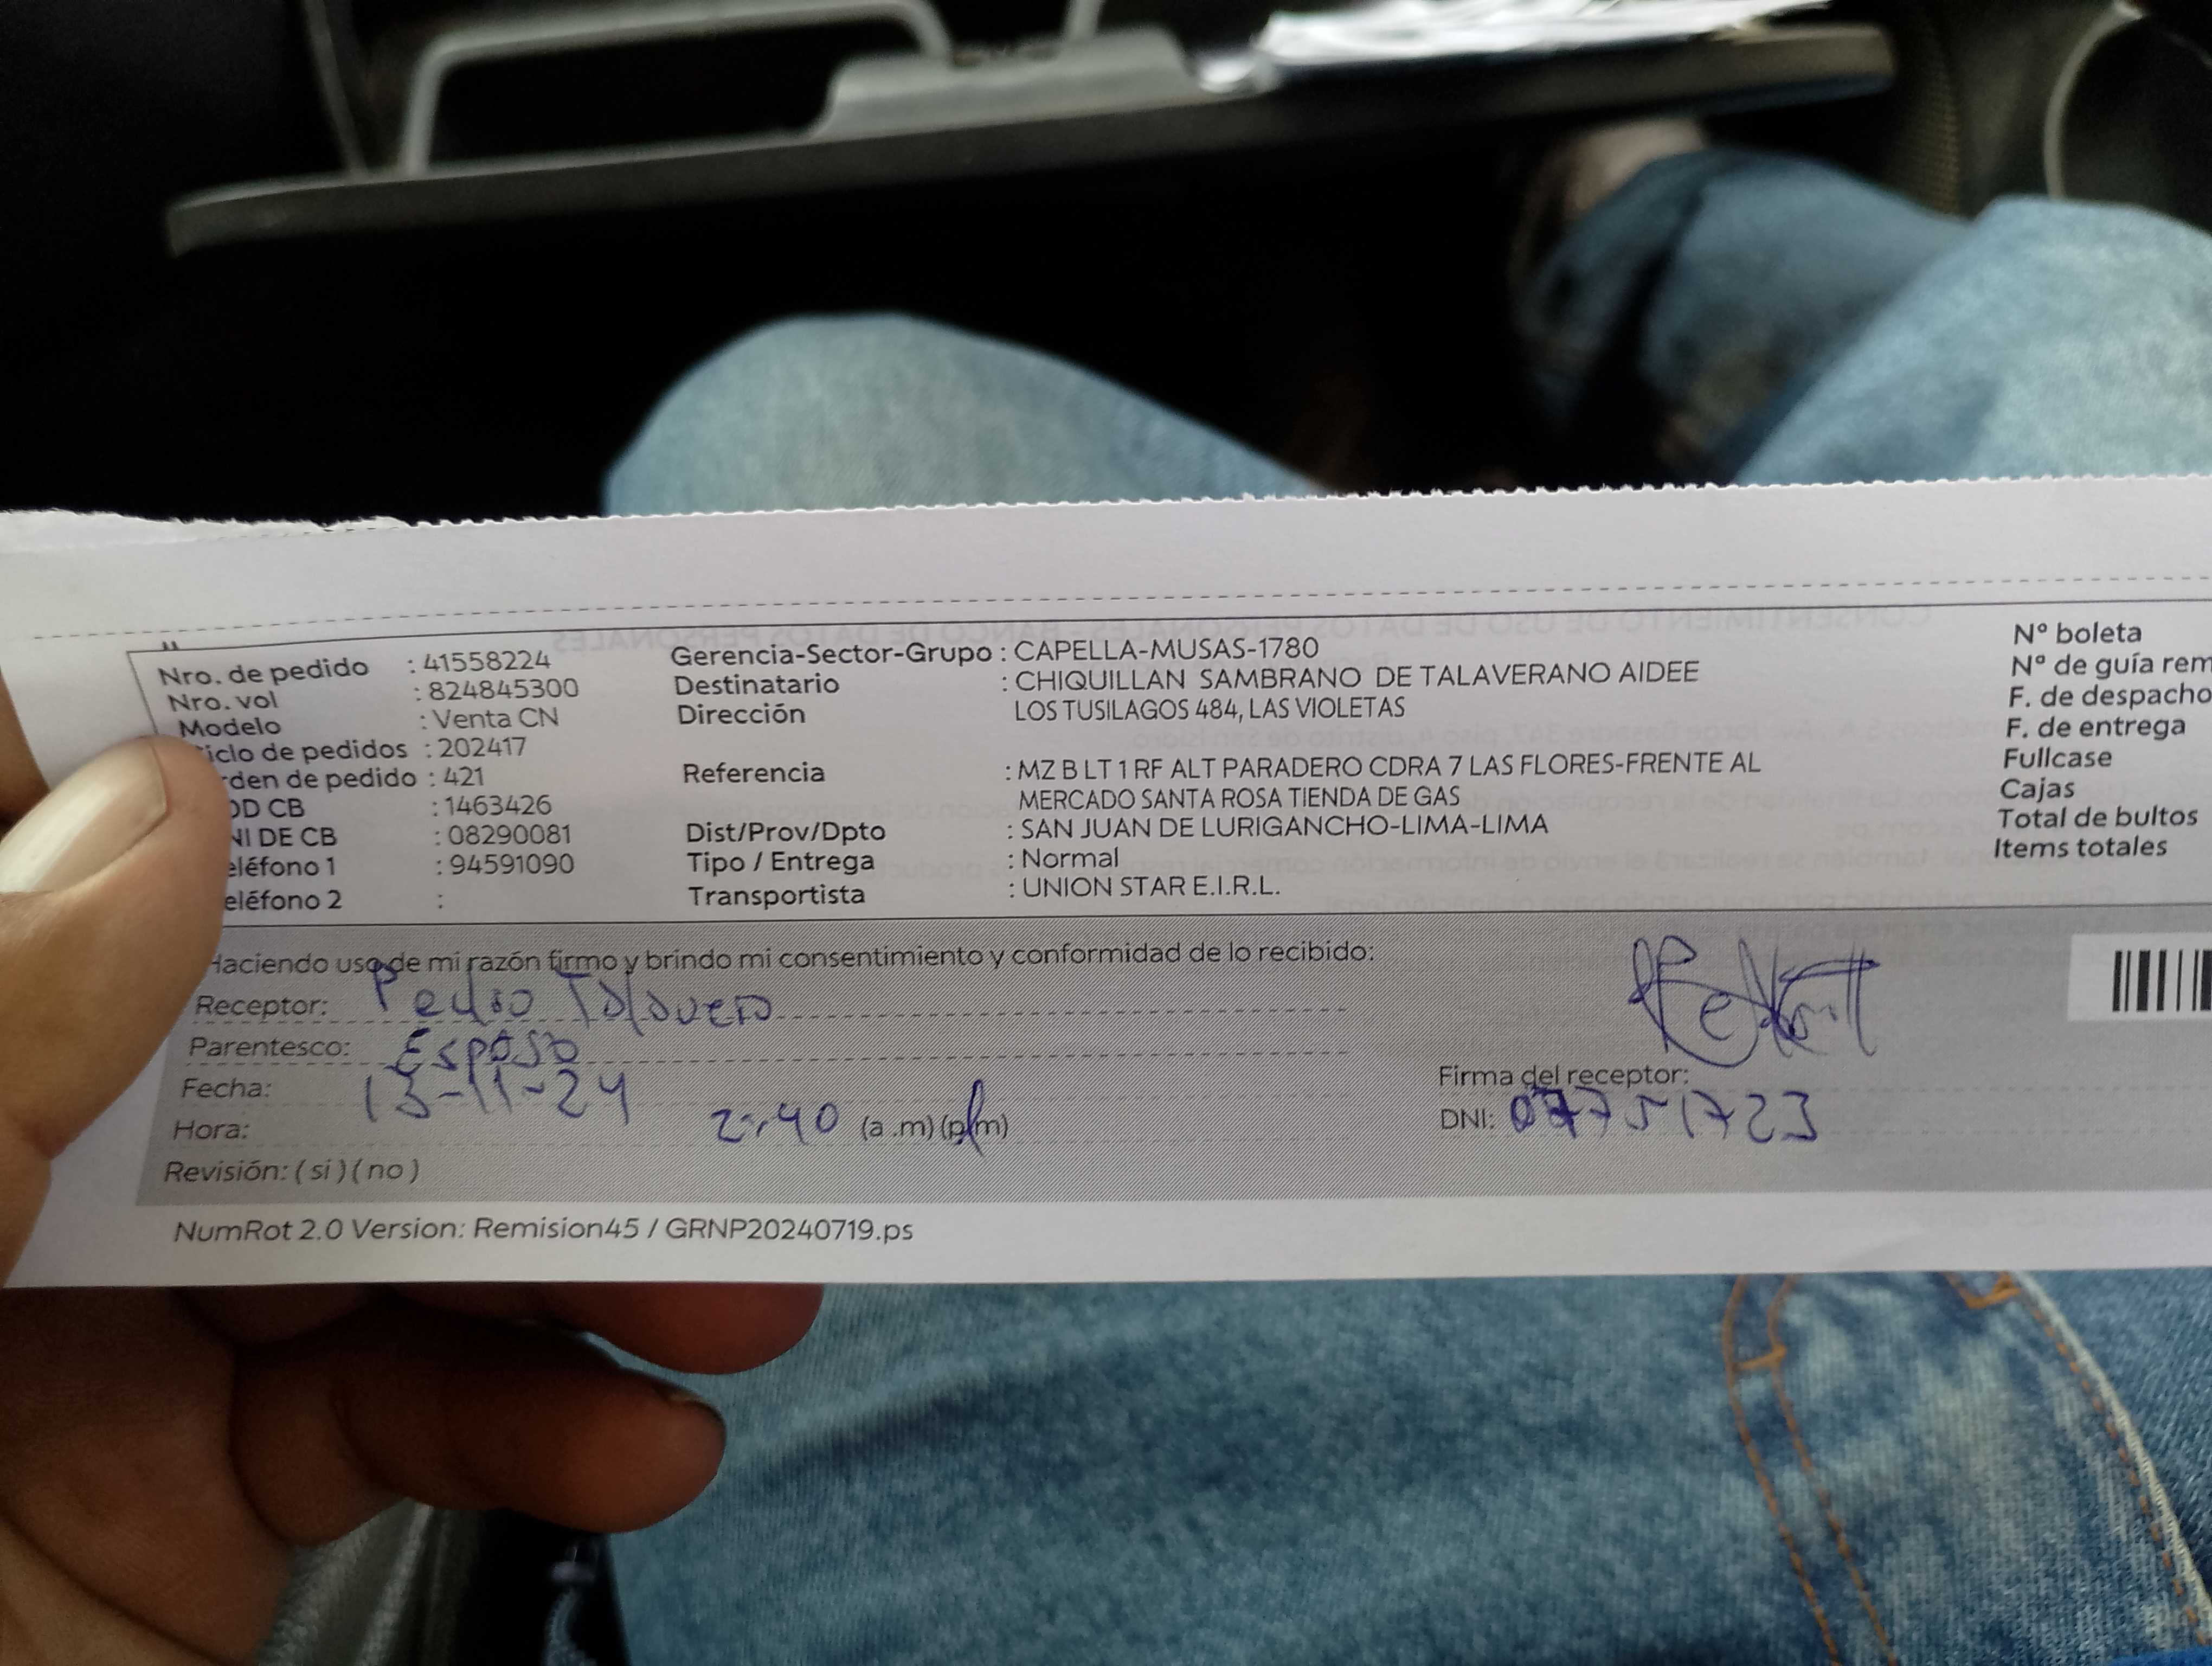 Nro. de pedido : 41558224
Nro. vol : 824845300
Modelo : Venta CN
iclo de pedidos : 202417
rden de pedido : 421
OD CB : 1463426
NI DE CB : 08290081
eléfono 1 : 94591090
eléfono 2 :
Gerencia-Sector-Grupo : CAPELLA-MUSAS-1780
Destinatario : CHIQUILLAN SAMBRANO DE TALAVERANO AIDEE
Dirección LOS TUSILAGOS 484, LAS VIOLETAS
Referencia : MZ B LT 1 RF ALT PARADERO CDRA 7 LAS FLORES-FRENTE AL
MERCADO SANTA ROSA TIENDA DE GAS
Dist/Prov/Dpto : SAN JUAN DE LURIGANCHO-LIMA-LIMA
Tipo / Entrega : Normal
Transportista : UNION STAR E.I.R.L.
Nº boleta
Nº de guía rem
F. de despacho
F. de entrega
Fullcase
Cajas
Total de bultos
Items totales
Haciendo uso de mi razón firmo y brindo mi consentimiento y conformidad de lo recibido:
Receptor: Pedro Talavero
Parentesco: Esposo
Fecha: 13-11-24
Hora: 2:40 (a .m) (p.m)
Revisión: ( si ) ( no )
Firma del receptor:
DNI: 07751723
NumRot 2.0 Version: Remision45 / GRNP20240719.ps